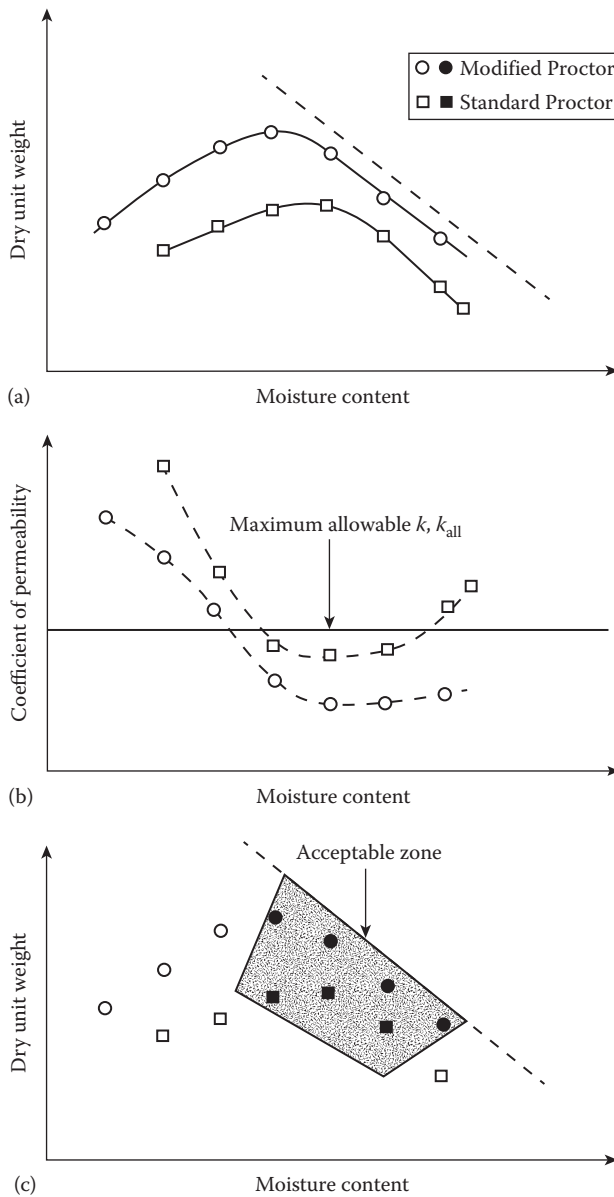 Modified Proctor
Standard Proctor
Dry unit weight
(a)
Moisture content
Maximum allowable k, kall
Coefficient of permeability
(b)
Moisture content
Acceptable zone
Dry unit weight
(c)
Moisture content